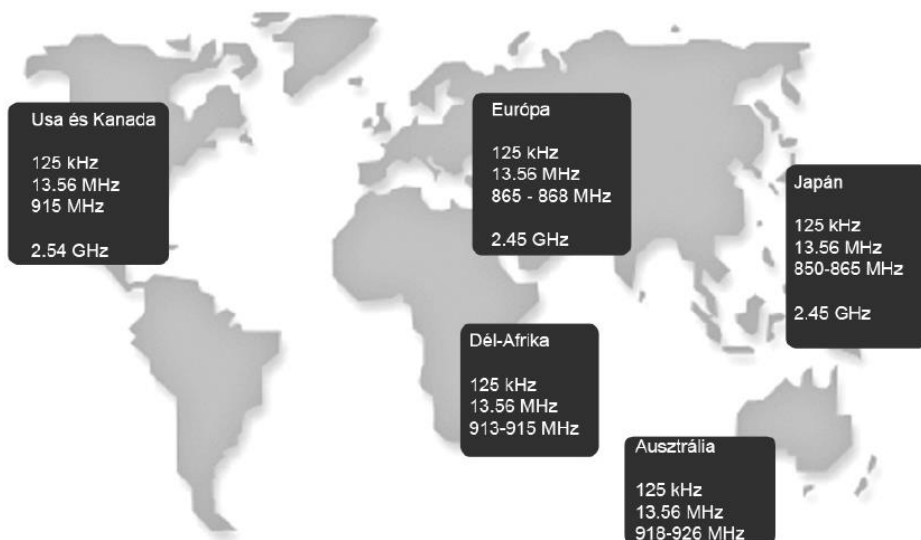 Usa és Kanada
125 kHz
13.56 MHz
915 MHz
2.54 GHz
Európa
125 kHz
13.56 MHz
865 - 868 MHz
2.45 GHz
Japán
125 kHz
13.56 MHz
850-865 MHz
2.45 GHz
Dél-Afrika
125 kHz
13.56 MHz
913-915 MHz
Ausztrália
125 kHz
13.56 MHz
918-926 MHz